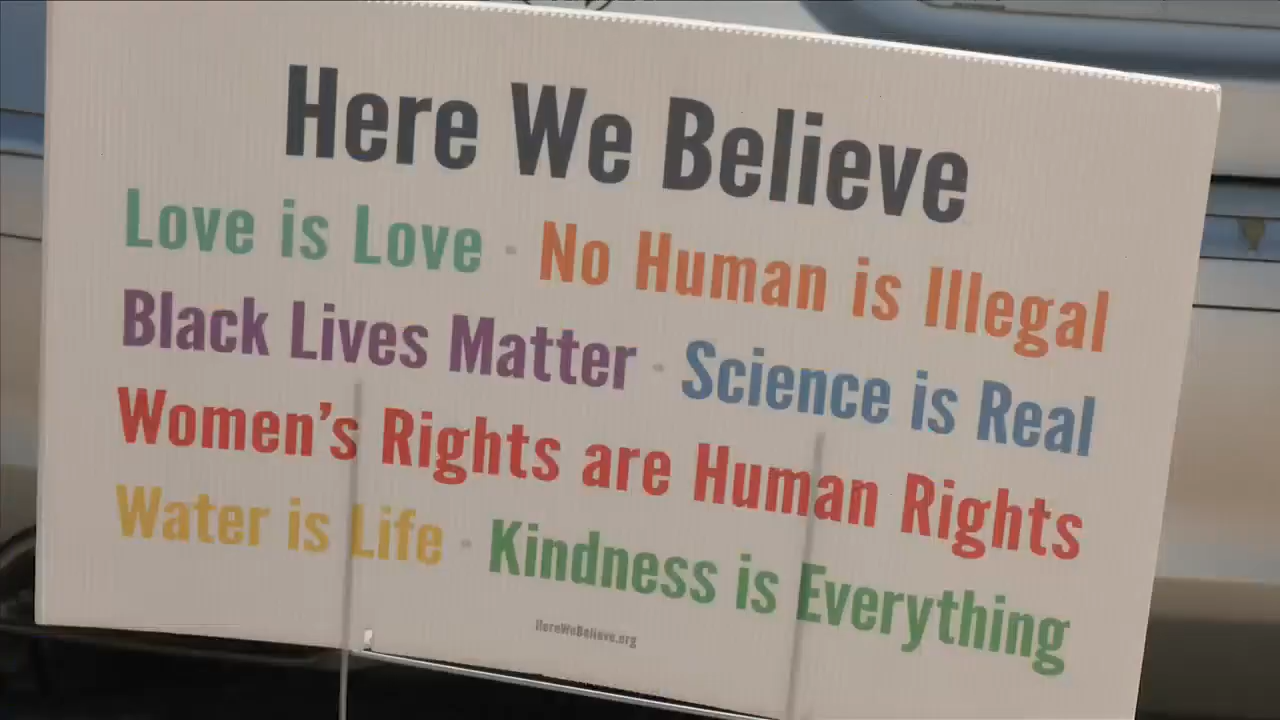 Here We Believe
Love is Love · No Human is Illegal
Black Lives Matter · Science is Real
Women's Rights are Human Rights
Water is Life · Kindness is Everything
HereWeBelieve.org